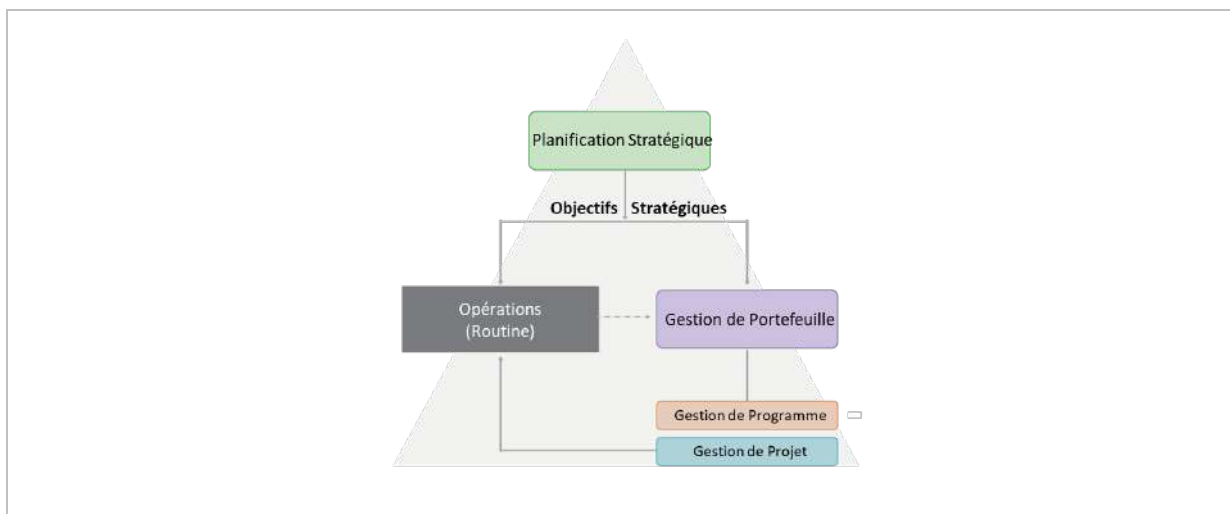 Planification Stratégique
Objectifs Stratégiques
Opérations
(Routine)
Gestion de Portefeuille
Gestion de Programme
Gestion de Projet